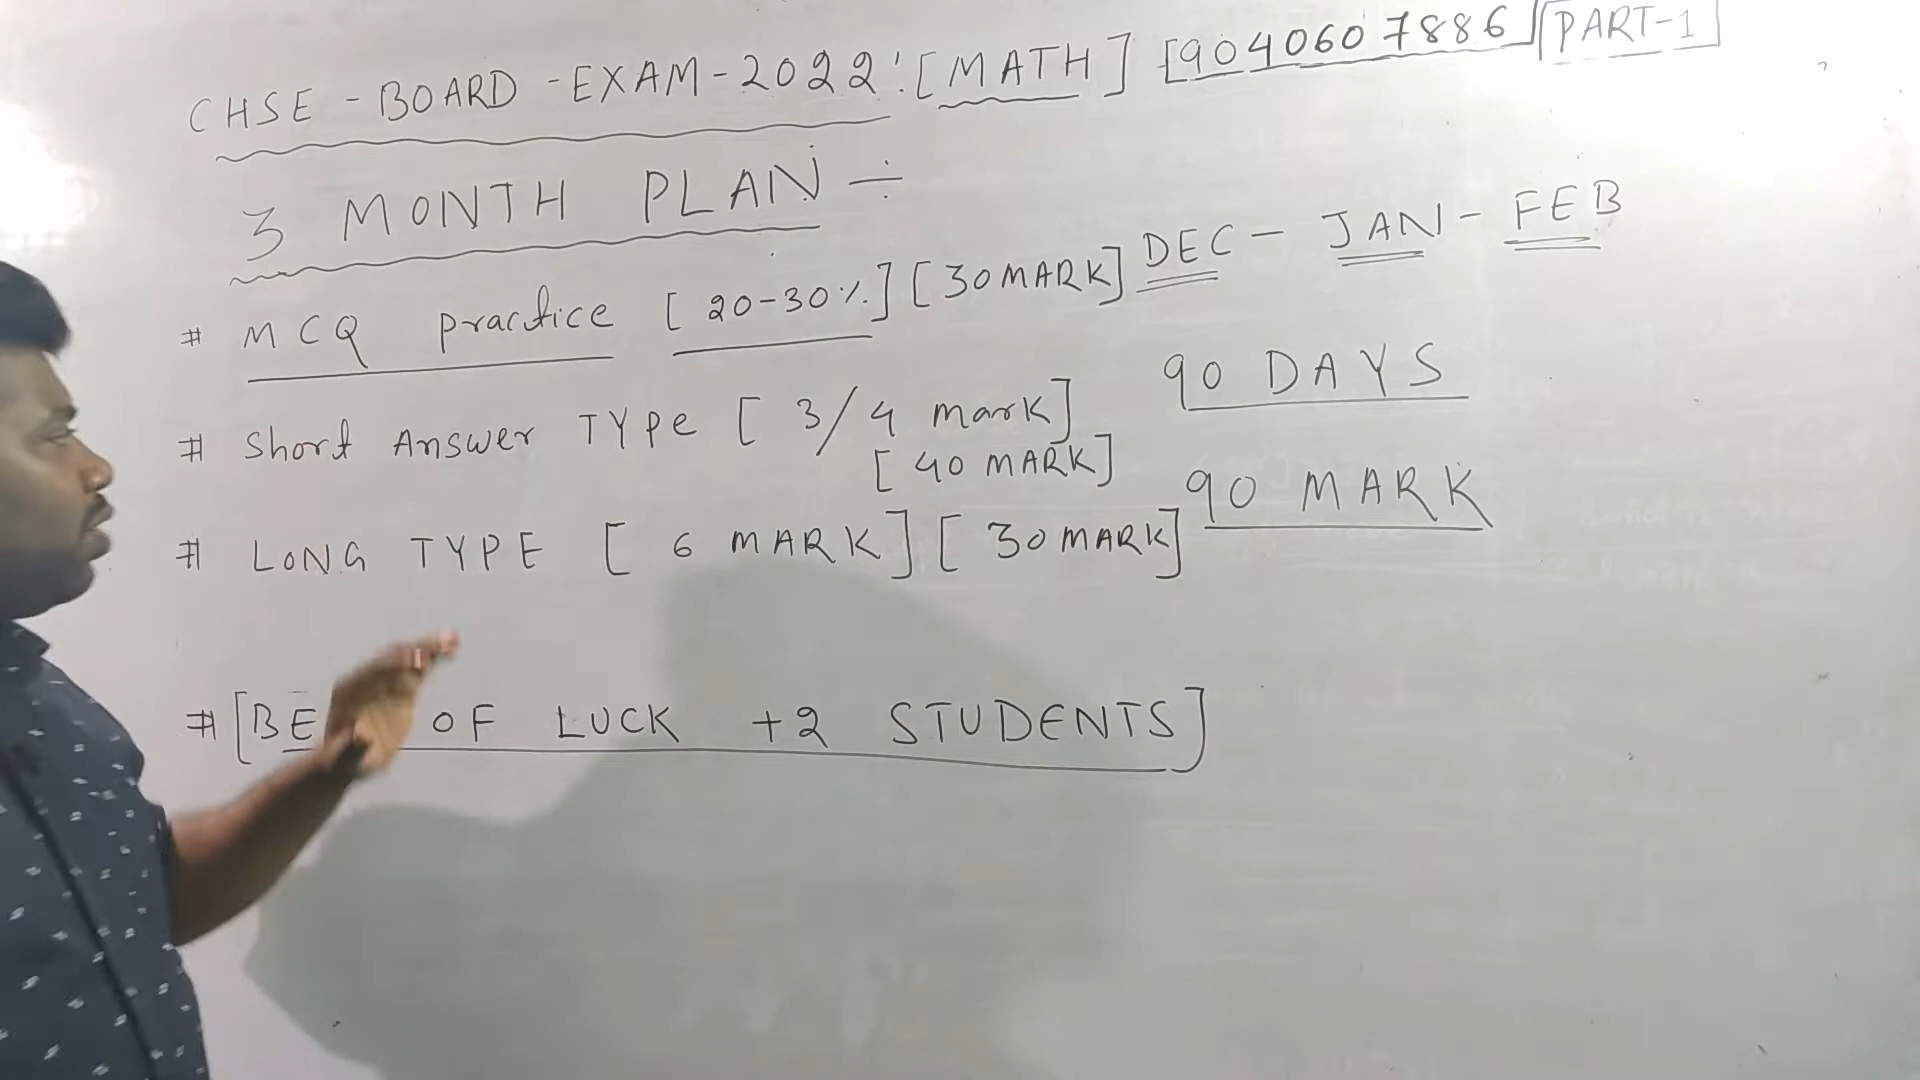 CHSE - BOARD - EXAM - 2022 : [MATH] [9040607886] [PART-1]
3 MONTH PLAN ÷
DEC - JAN - FEB
# MCQ practice [20-30%] [30 MARK]
90 DAYS
# Short Answer TYPe [3/4 mark]
[40 MARK]
90 MARK
# LONG TYPE [6 MARK] [30 MARK]
# [BE OF LUCK +2 STUDENTS]